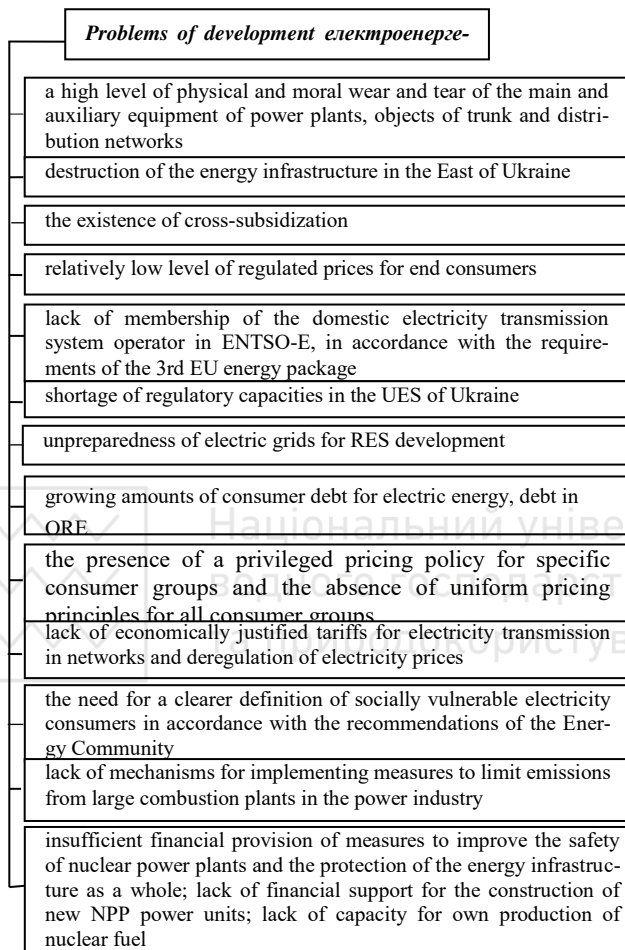 Problems of development електроенерге-
a high level of physical and moral wear and tear of the main and
auxiliary equipment of power plants, objects of trunk and distri-
bution networks
destruction of the energy infrastructure in the East of Ukraine
the existence of cross-subsidization
relatively low level of regulated prices for end consumers
lack of membership of the domestic electricity transmission
system operator in ENTSO-E, in accordance with the require-
ments of the 3rd EU energy package
shortage of regulatory capacities in the UES of Ukraine
unpreparedness of electric grids for RES development
growing amounts of consumer debt for electric energy, debt in
ORE
Національний уніве
the presence of a privileged pricing policy for specific
consumer groups and the absence of uniform pricing
principles for all consumer groups
водного господарст
lack of economically justified tariffs for electricity transmission
in networks and deregulation of electricity prices
та природокористув
the need for a clearer definition of socially vulnerable electricity
consumers in accordance with the recommendations of the Ener-
gy Community
lack of mechanisms for implementing measures to limit emissions
from large combustion plants in the power industry
insufficient financial provision of measures to improve the safety
of nuclear power plants and the protection of the energy infrastruc-
ture as a whole; lack of financial support for the construction of
new NPP power units; lack of capacity for own production of
nuclear fuel